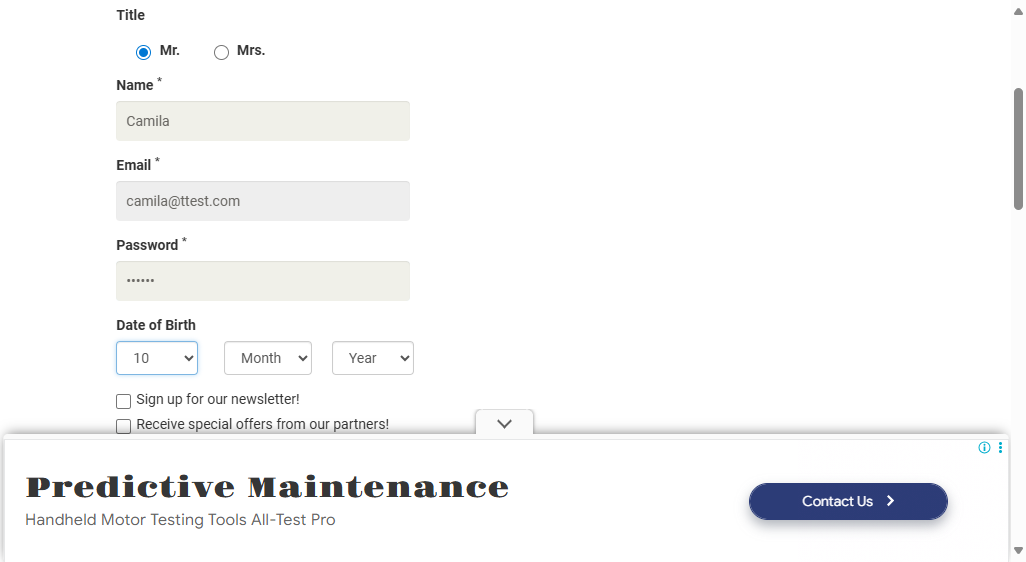 Title
Mr. Mrs.
Name *
Camila
Email *
camila@ttest.com
Password *
••••••
Date of Birth
10 Month Year
Sign up for our newsletter!
Receive special offers from our partners!
Predictive Maintenance
Handheld Motor Testing Tools All-Test Pro
Contact Us